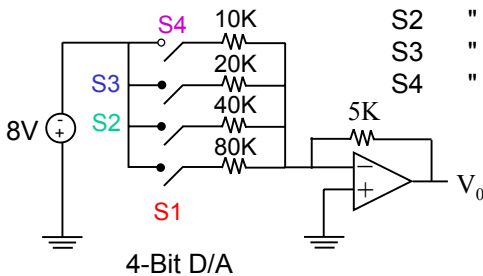 S4 10K S2 "
S3 20K S3 "
S2 40K S4 "
8V - + 80K 5K
S1 - + V0
4-Bit D/A